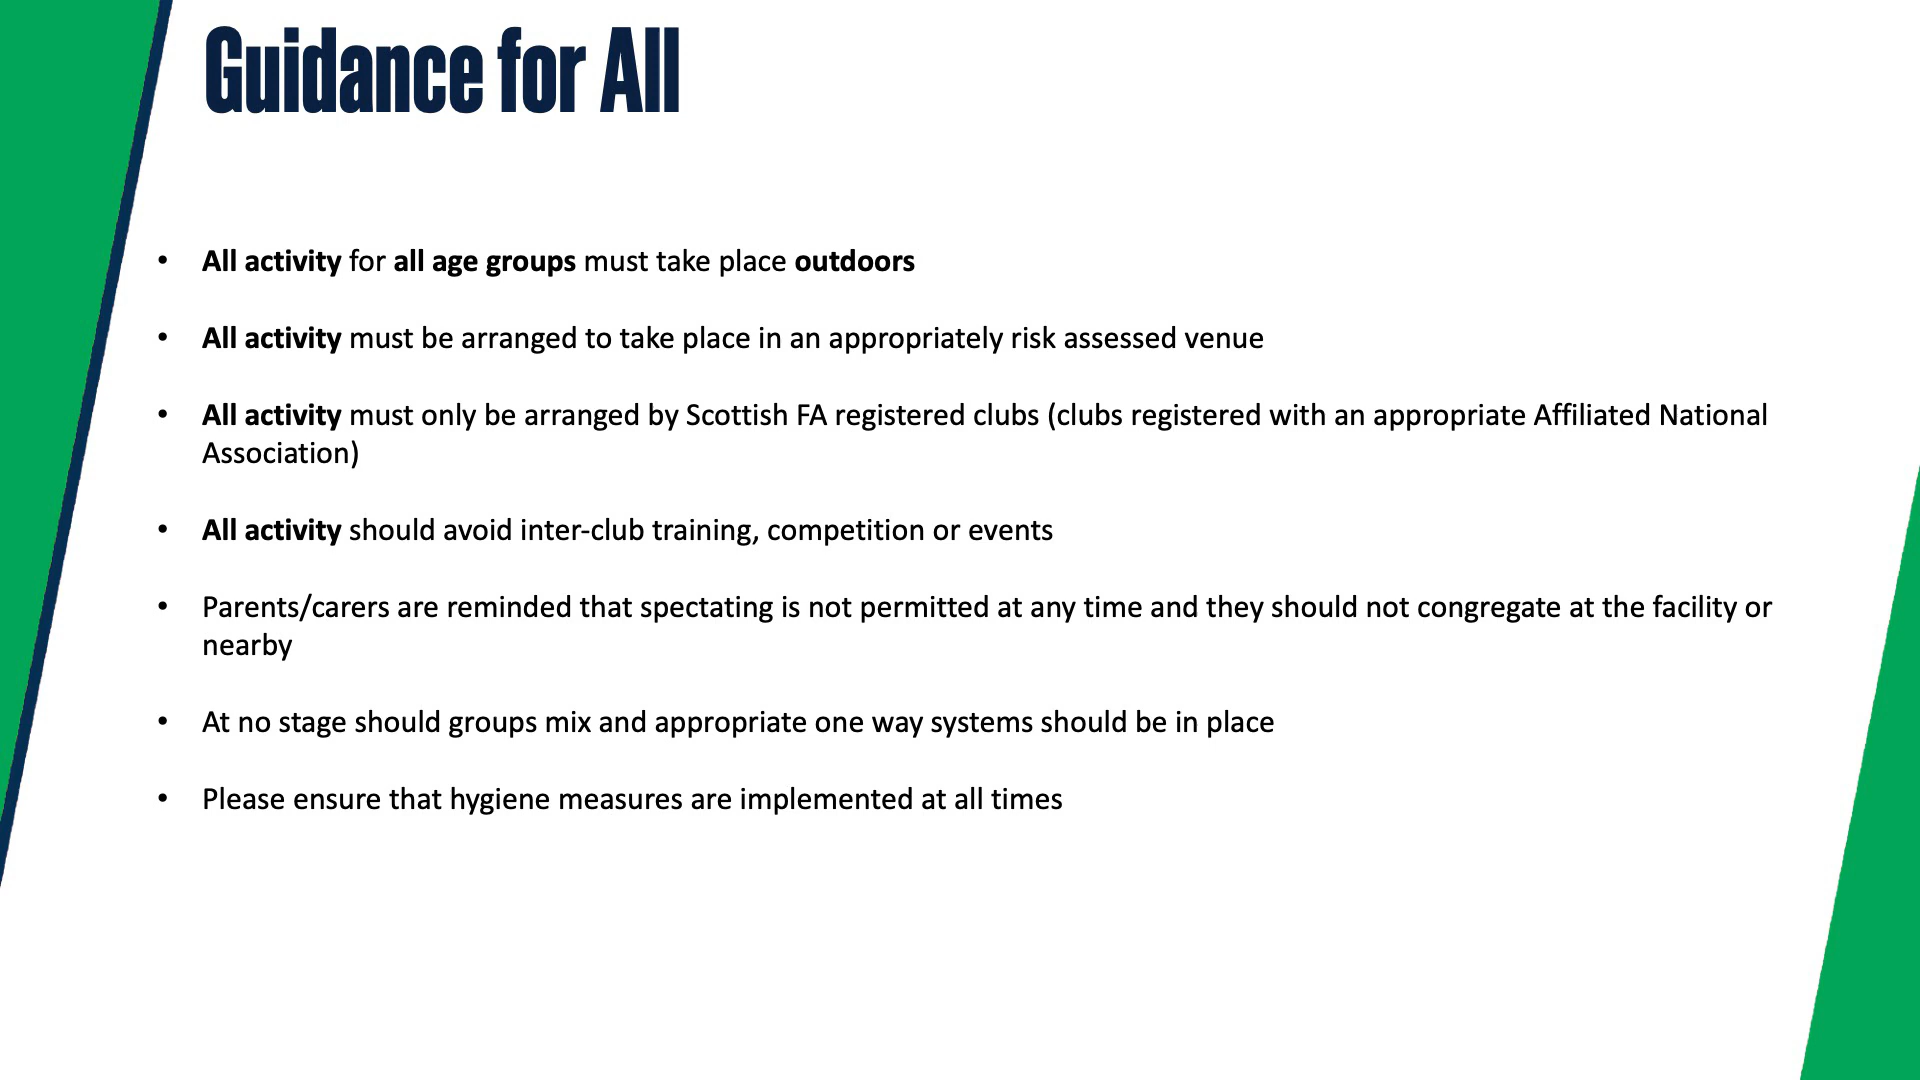 Guidance for All
• All activity for all age groups must take place outdoors
• All activity must be arranged to take place in an appropriately risk assessed venue
• All activity must only be arranged by Scottish FA registered clubs (clubs registered with an appropriate Affiliated National
Association)
• All activity should avoid inter-club training, competition or events
• Parents/carers are reminded that spectating is not permitted at any time and they should not congregate at the facility or
nearby
• At no stage should groups mix and appropriate one way systems should be in place
• Please ensure that hygiene measures are implemented at all times